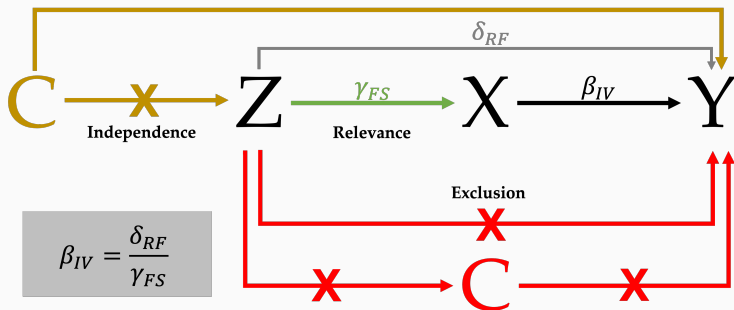 δ_RF
C Z γ_FS X β_IV Y
Independence Relevance
Exclusion
β_IV = δ_RF / γ_FS
C